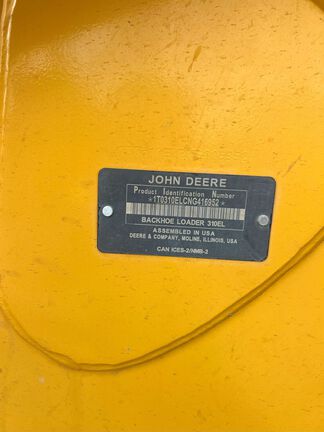 JOHN DEERE
Product Identification Number
*1T0310ELCNG416952*
BACKHOE LOADER 310EL
ASSEMBLED IN USA
DEERE & COMPANY, MOLINE, ILLINOIS, USA
CAN ICES-2/NMB-2